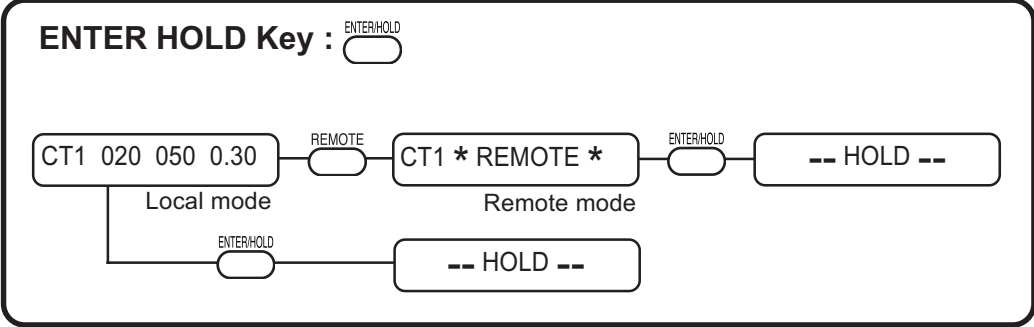 ENTER HOLD Key : ENTER/HOLD
CT1 020 050 0.30
REMOTE
CT1 * REMOTE *
ENTER/HOLD
-- HOLD --
Local mode
Remote mode
ENTER/HOLD
-- HOLD --